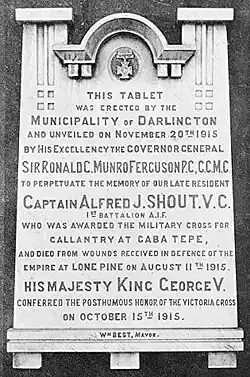 THIS TABLET
WAS ERECTED BY THE
MUNICIPALITY OF DARLINGTON
AND UNVEILED ON NOVEMBER 20TH 1915
BY HIS EXCELLENCY THE GOVERNOR GENERAL
SIR RONALD C. MUNRO FERGUSON P.C., G.C.M.G
TO PERPETUATE THE MEMORY OF OUR LATE RESIDENT
CAPTAIN ALFRED J. SHOUT. V.C.
1ST BATTALION A.I.F.
WHO WAS AWARDED THE MILITARY CROSS FOR
GALLANTRY AT GABA TEPE,
AND DIED FROM WOUNDS RECEIVED IN DEFENCE OF THE
EMPIRE AT LONE PINE ON AUGUST 11TH 1915.
HIS MAJESTY KING GEORGE V.
CONFERRED THE POSTHUMOUS HONOR, OF THE VICTORIA CROSS
ON OCTOBER 15TH 1915.
WM BEST, MAYOR.